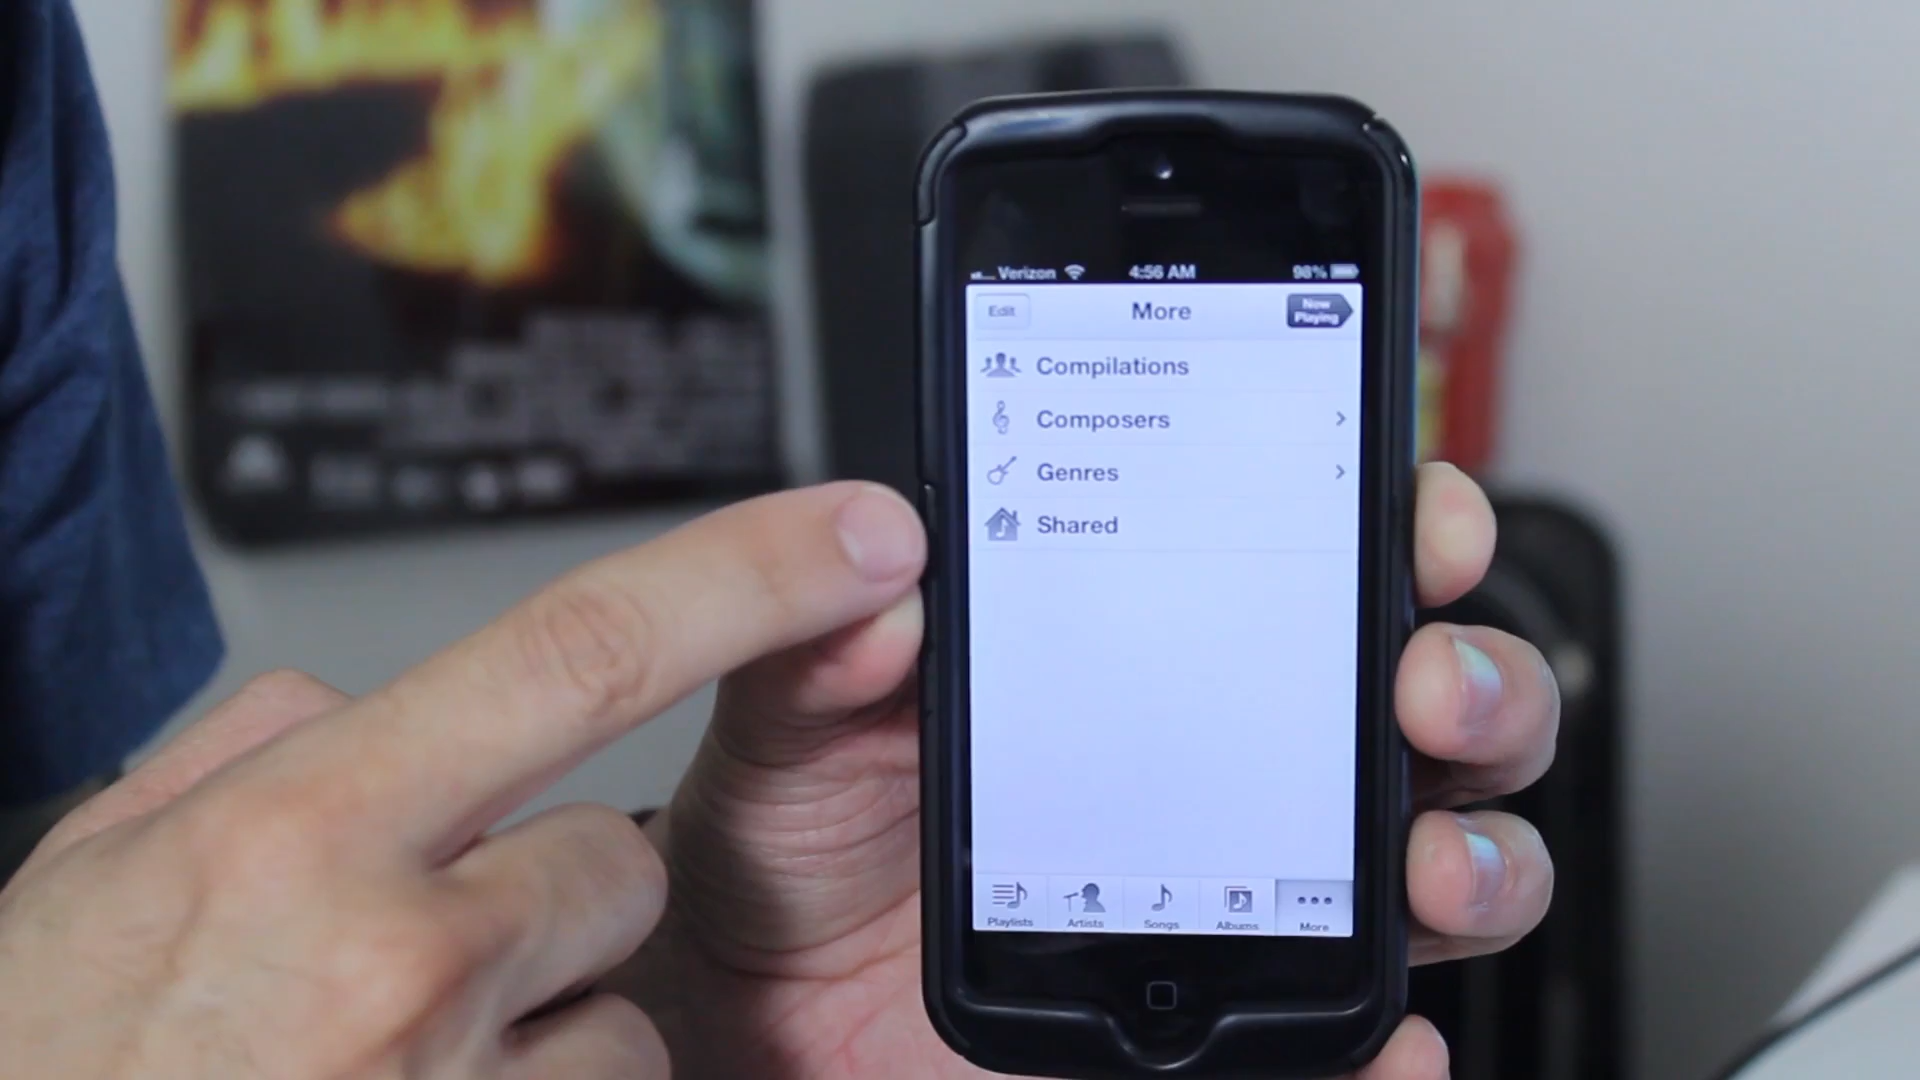 Verizon 4:56 AM 98%
Edit More Now Playing
Compilations
Composers
Genres
Shared
Playlists Artists Songs Albums More